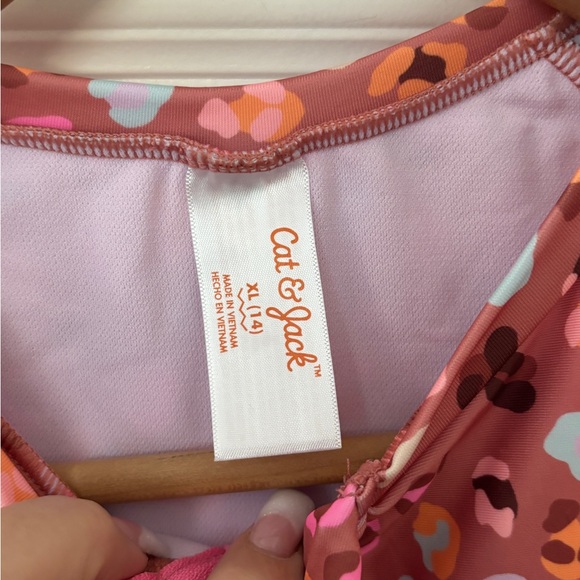 Cat & Jack™
XL (14)
MADE IN VIETNAM
HECHO EN VIETNAM